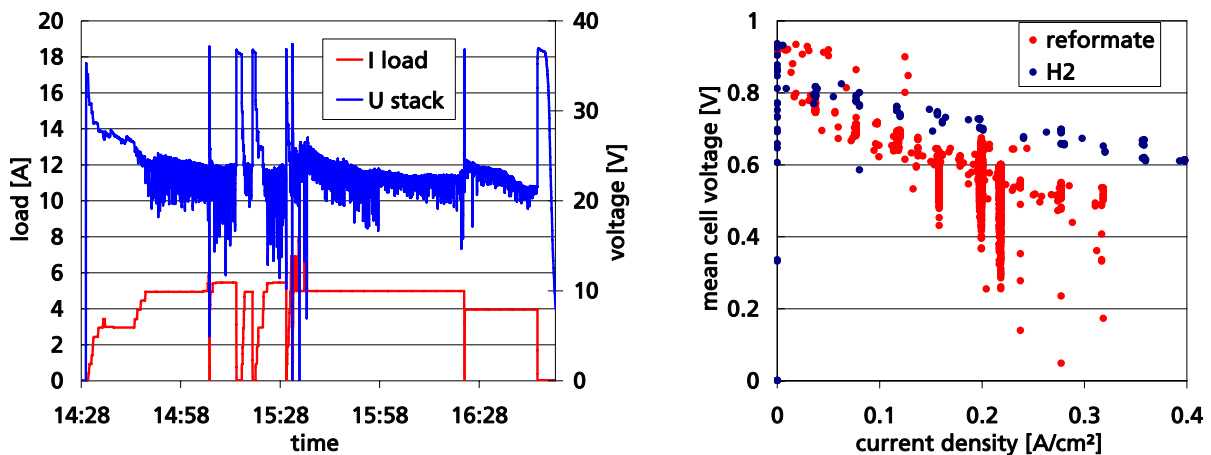 20
18
16
14
12
10
8
6
4
2
0
load [A]
I load
U stack
40
30
20
10
0
voltage [V]
14:28 14:58 15:28 15:58 16:28
time
1
0.8
0.6
0.4
0.2
0
mean cell voltage [V]
reformate
H2
0 0.1 0.2 0.3 0.4
current density [A/cm²]